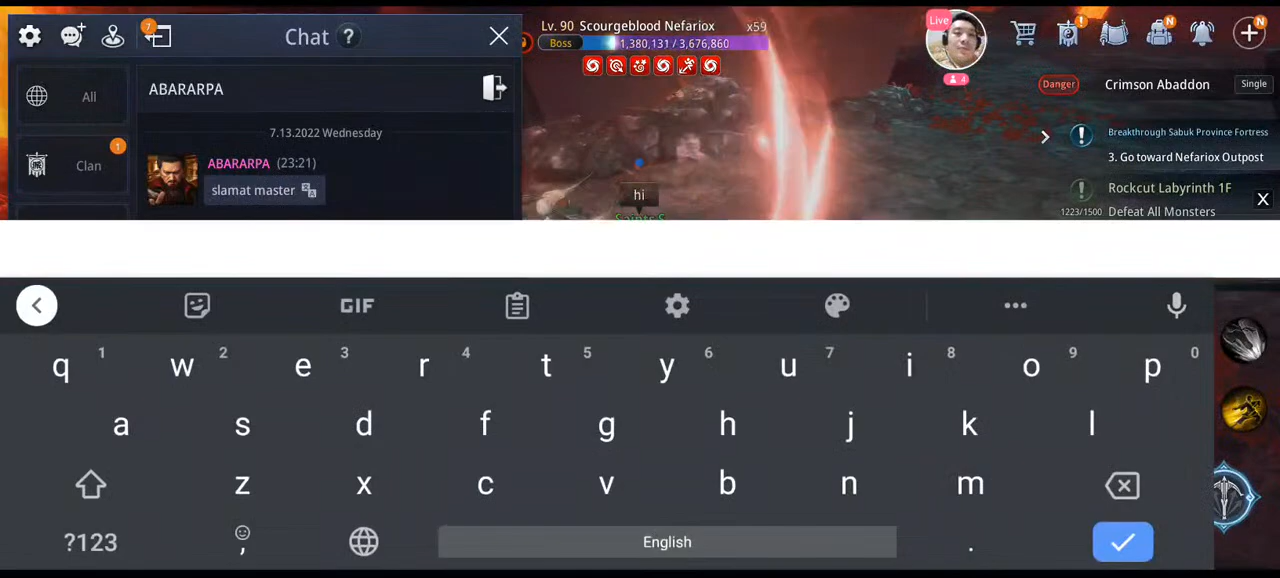 7
Chat ?
All
Clan
1
ABARARPA
7.13.2022 Wednesday
ABARARPA (23:21)
slamat master
Lv. 90 Scourgeblood Nefariox x59
Boss 1,380,131 / 3,676,860
hi
Live
4
N
N
Danger Crimson Abaddon Single
Breakthrough Sabuk Province Fortress
3. Go toward Nefariox Outpost
Rockcut Labyrinth 1F
1223/1500 Defeat All Monsters
X
GIF
q 1 w 2 e 3 r 4 t 5 y 6 u 7 i 8 o 9 p 0
a s d f g h j k l
z x c v b n m
?123 , English .